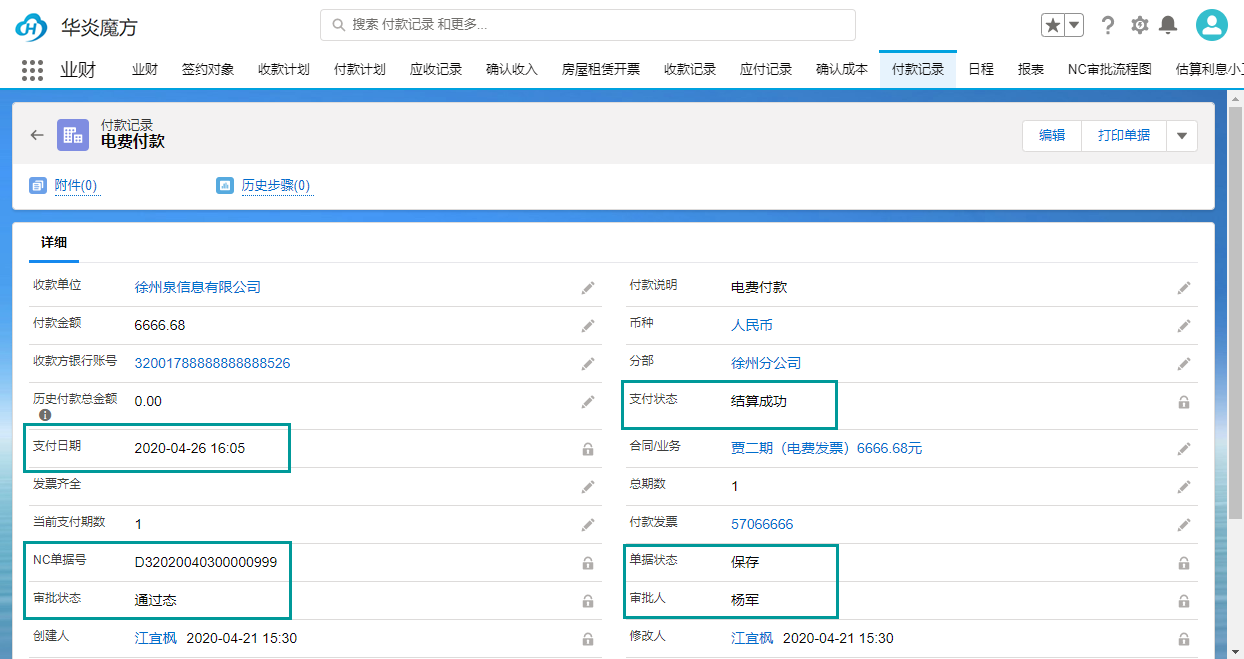 华炎魔方
搜索 付款记录 和更多...
业财 业财 签约对象 收款计划 付款计划 应收记录 确认收入 房屋租赁开票 收款记录 应付记录 确认成本 付款记录 日程 报表 NC审批流程图 估算利息小
付款记录
电费付款
编辑 打印单据
附件(0) 历史步骤(0)
详细
收款单位 徐州泉信息有限公司 付款说明 电费付款
付款金额 6666.68 币种 人民币
收款方银行账号 32001788888888888526 分部 徐州分公司
历史付款总金额 0.00 支付状态 结算成功
支付日期 2020-04-26 16:05 合同/业务 贾二期（电费发票）6666.68元
发票齐全 总期数 1
当前支付期数 1 付款发票 57066666
NC单据号 D32020040300000999 单据状态 保存
审批状态 通过态 审批人 杨军
创建人 江宜枫 2020-04-21 15:30 修改人 江宜枫 2020-04-21 15:30